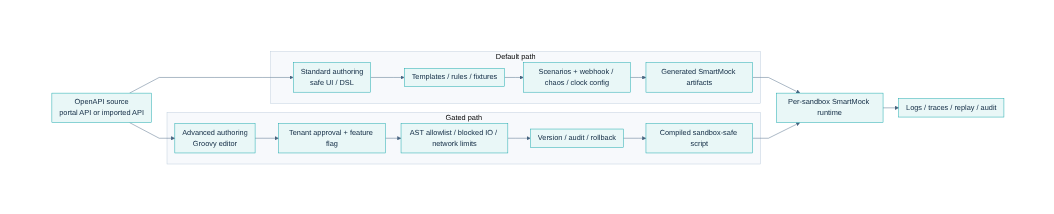 OpenAPI source
portal API or imported API
Default path
Standard authoring
safe UI / DSL
Templates / rules / fixtures
Scenarios + webhook /
chaos / clock config
Generated SmartMock
artifacts
Gated path
Advanced authoring
Groovy editor
Tenant approval + feature
flag
AST allowlist / blocked IO /
network limits
Version / audit / rollback
Compiled sandbox-safe
script
Per-sandbox SmartMock
runtime
Logs / traces / replay / audit